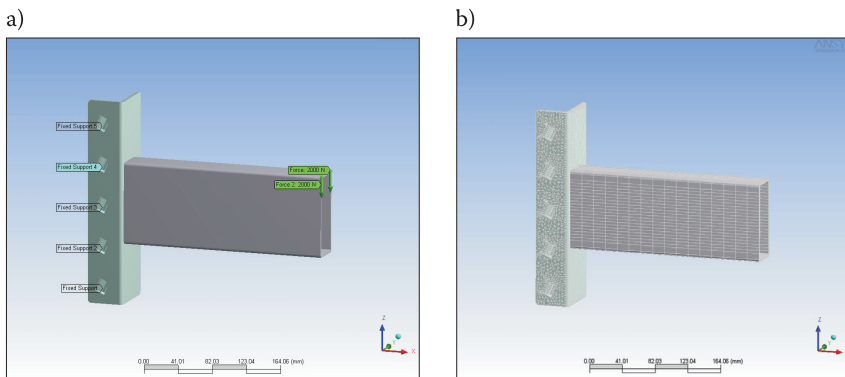 a)
Fixed Support 5
Fixed Support 4
Fixed Support 3
Fixed Support 2
Fixed Support
Force: 2000 N
Force 2: 2000 N
Z
Y
X
0.00 41.01 82.03 123.04 164.06 (mm)
b)
Z
Y
X
0.00 41.01 82.03 123.04 164.06 (mm)